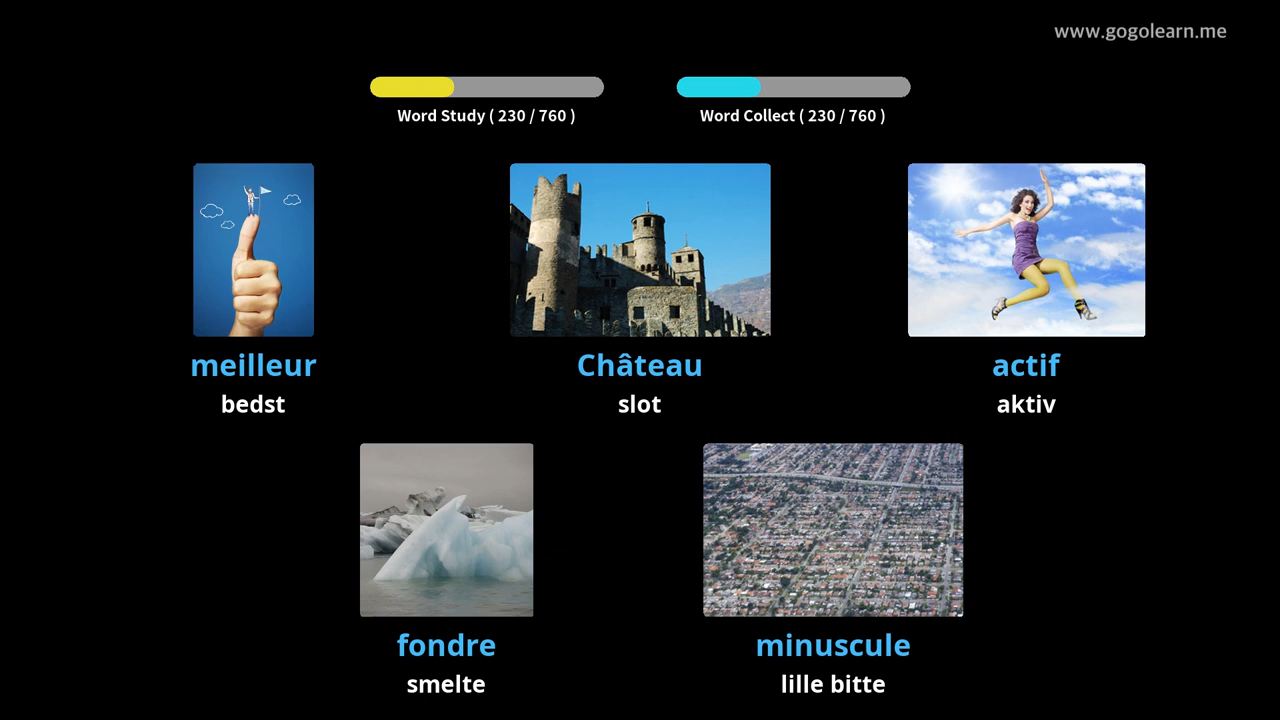 www.gogolearn.me
Word Study ( 230 / 760 )
Word Collect ( 230 / 760 )
meilleur
bedst
Château
slot
actif
aktiv
fondre
smelte
minuscule
lille bitte